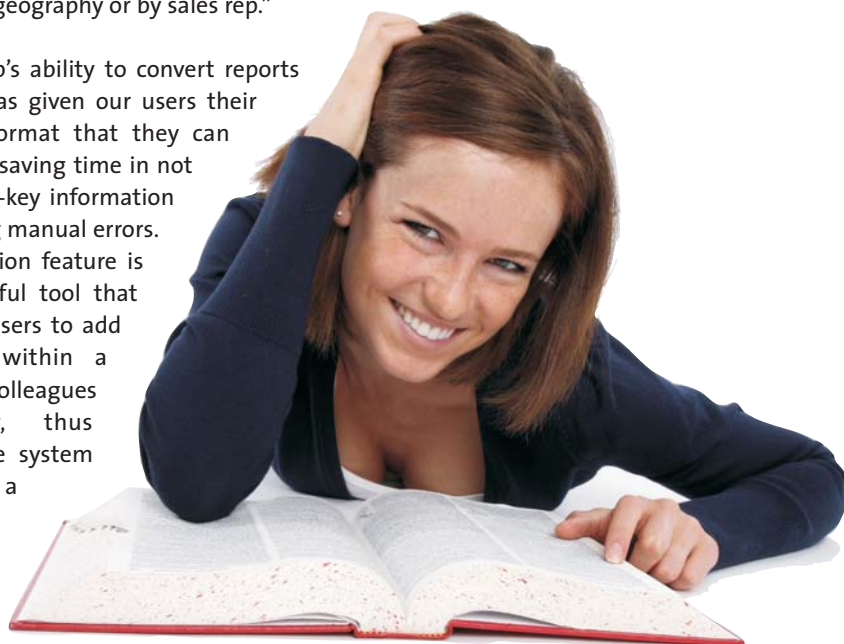 geography or by sales rep."
's ability to convert reports
as given our users their
ormat that they can
saving time in not
-key information
manual errors.
ion feature is
ful tool that
sers to add
within a
olleagues
, thus
e system
a